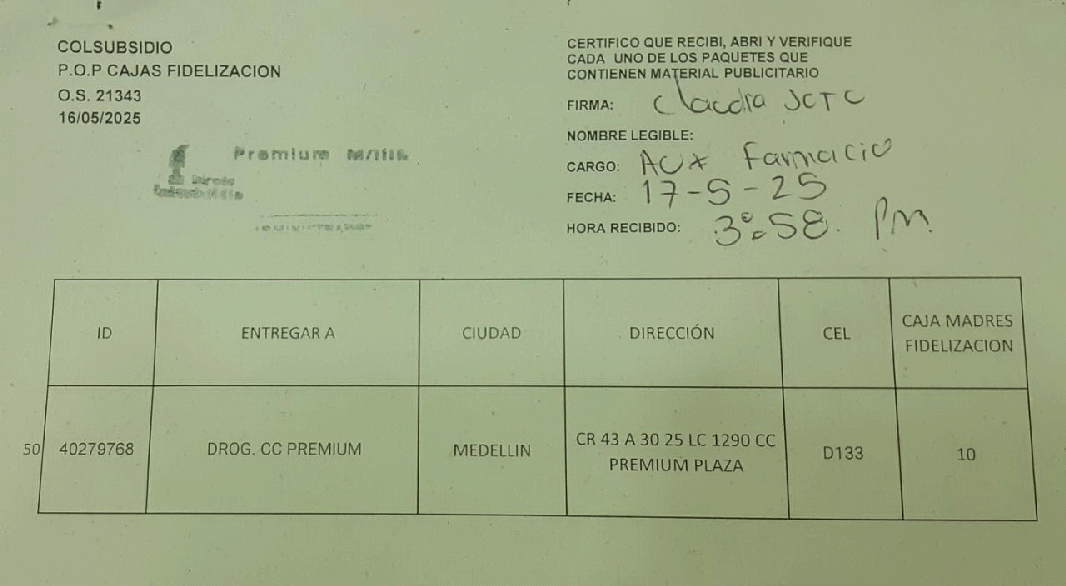 COLSUBSIDIO
P.O.P CAJAS FIDELIZACION
O.S. 21343
16/05/2025
Premium
CERTIFICO QUE RECIBI, ABRI Y VERIFIQUE
CADA UNO DE LOS PAQUETES QUE
CONTIENEN MATERIAL PUBLICITARIO
FIRMA: Claudia
NOMBRE LEGIBLE:
CARGO: AUX Farmacia
FECHA: 17-5-25
HORA RECIBIDO: 3:58 PM
ID ENTREGAR A CIUDAD DIRECCIÓN CEL CAJA MADRES FIDELIZACION
50 40279768 DROG. CC PREMIUM MEDELLIN CR 43 A 30 25 LC 1290 CC PREMIUM PLAZA D133 10